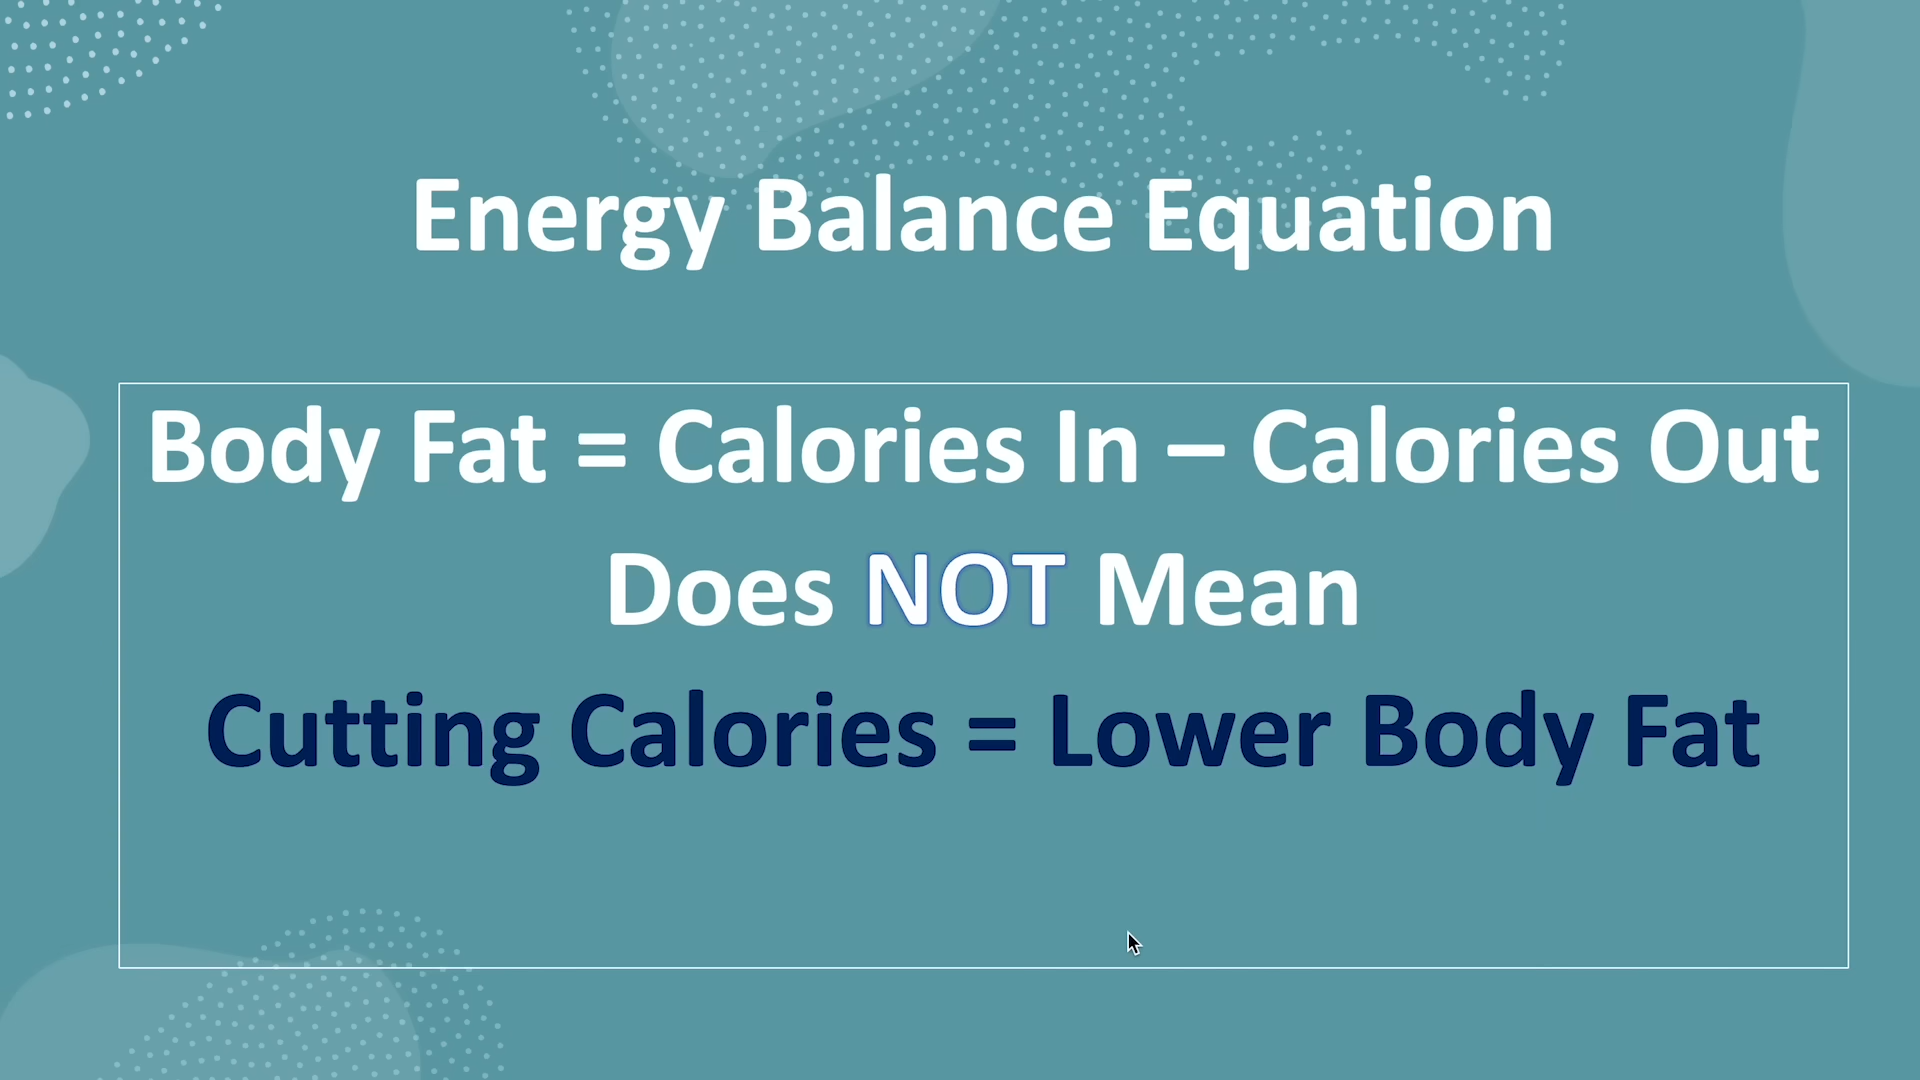 Energy Balance Equation
Body Fat = Calories In – Calories Out
Does NOT Mean
Cutting Calories = Lower Body Fat